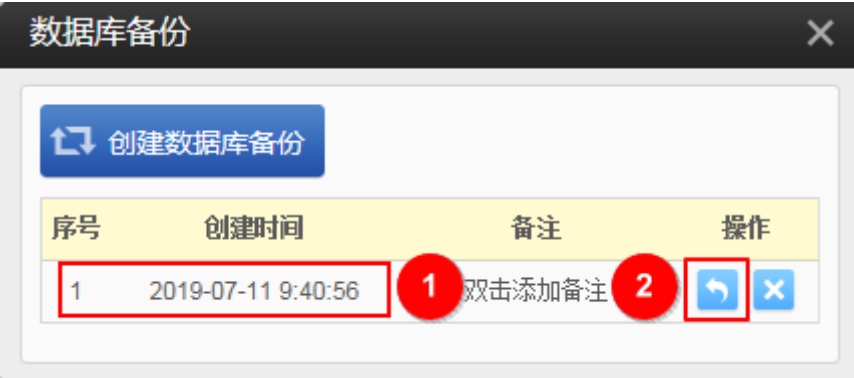 数据库备份
创建数据库备份
序号 创建时间 备注 操作
1 2019-07-11 9:40:56 1 双击添加备注 2